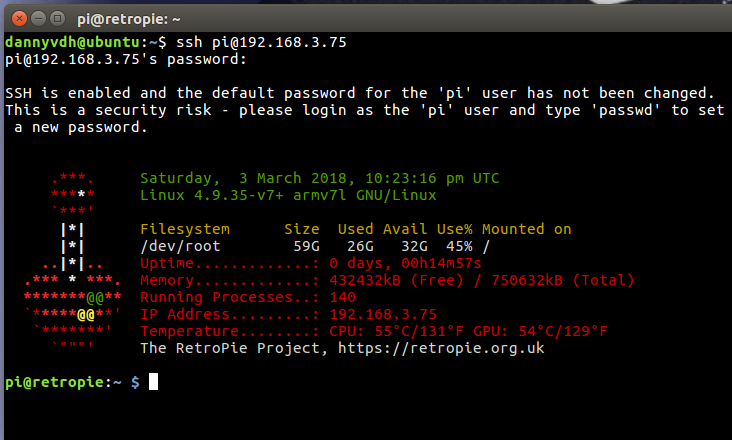 pi@retropie: ~
dannyvdh@ubuntu:~$ ssh pi@192.168.3.75
pi@192.168.3.75's password:
SSH is enabled and the default password for the 'pi' user has not been changed.
This is a security risk - please login as the 'pi' user and type 'passwd' to set
 a new password.
.***. Saturday,  3 March 2018, 10:23:16 pm UTC
***** Linux 4.9.35-v7+ armv7l GNU/Linux
`***'
|*| Filesystem      Size  Used Avail Use% Mounted on
|*| /dev/root        59G   26G   32G  45% /
..|*|.. Uptime.............: 0 days, 00h14m57s
.*** * ***. Memory.............: 432432kB (Free) / 750632kB (Total)
*******@@** Running Processes..: 140
`*****@@**' IP Address.........: 192.168.3.75
`*******' Temperature........: CPU: 55°C/131°F GPU: 54°C/129°F
`"""' The RetroPie Project, https://retropie.org.uk
pi@retropie:~ $